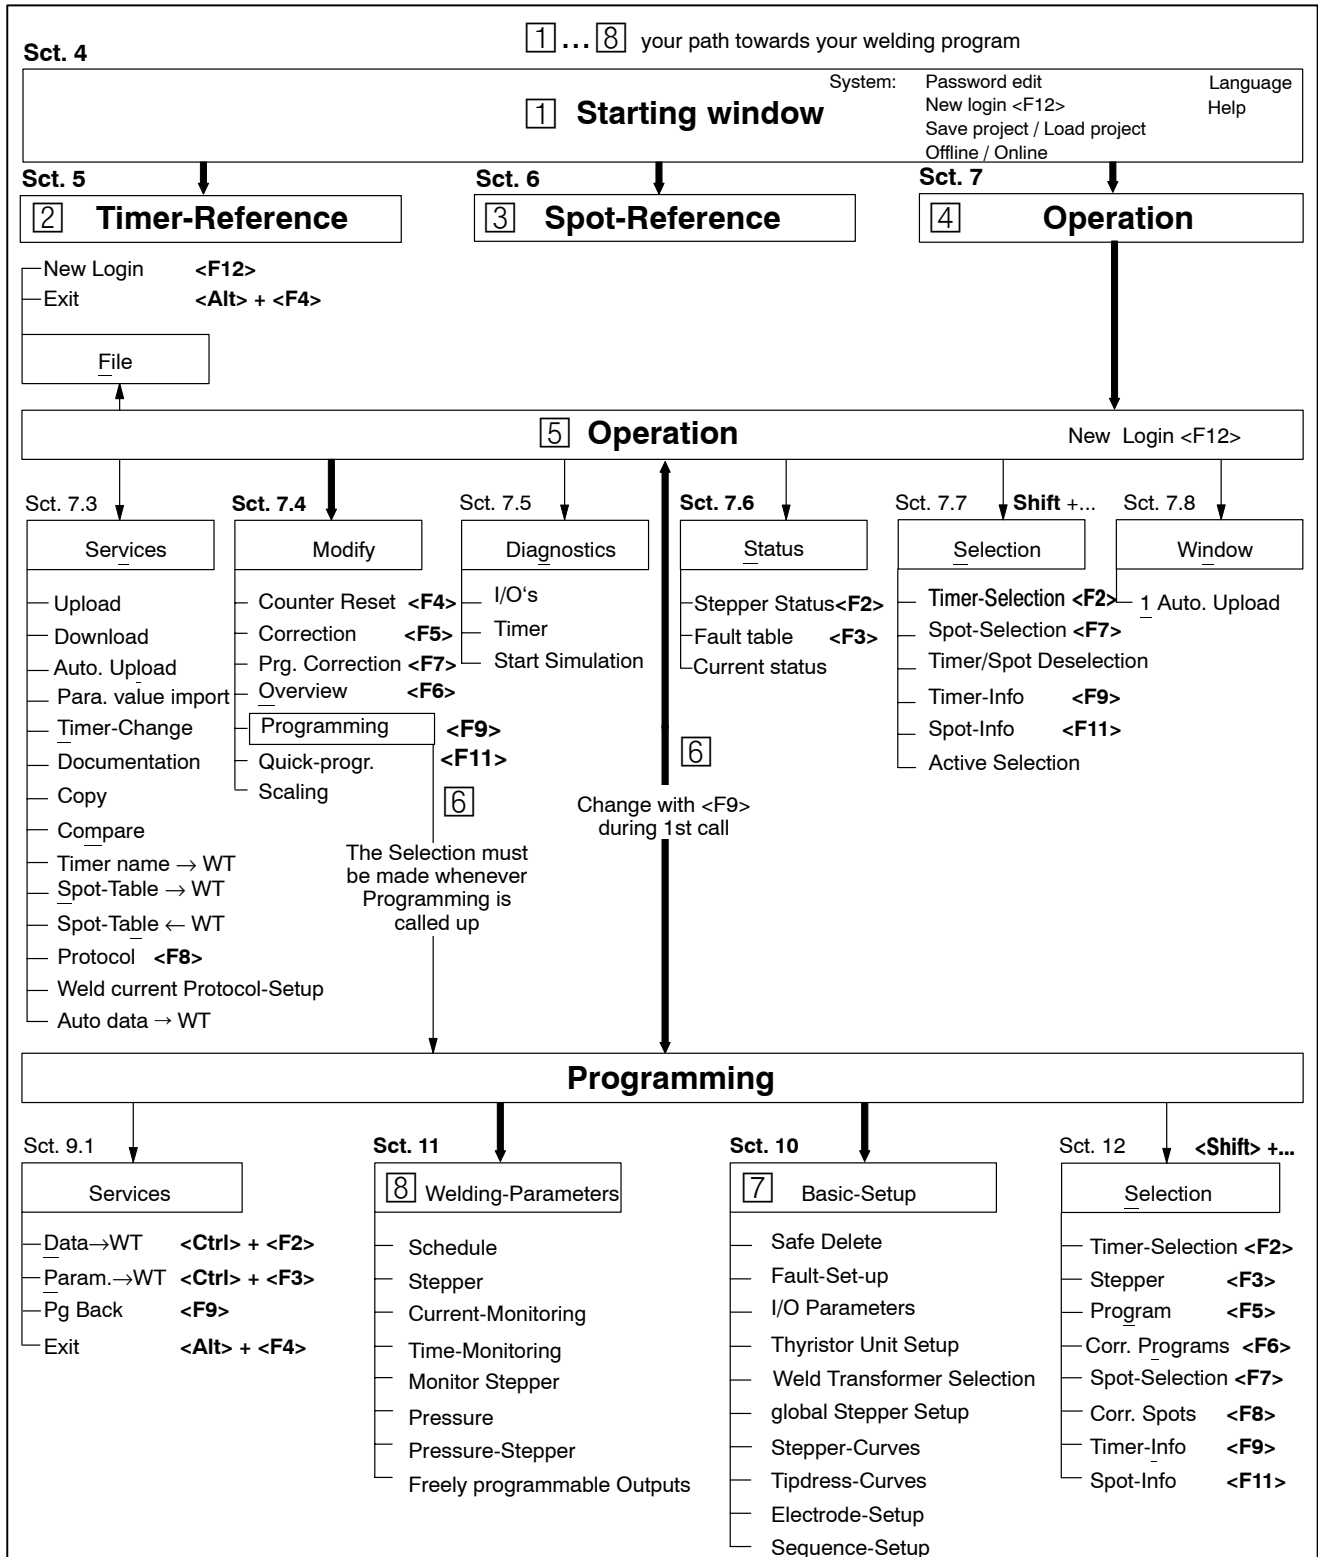 1 ... 8 your path towards your welding program
Sct. 4
1 Starting window
System: Password edit
New login <F12>
Save project / Load project
Offline / Online
Language
Help
Sct. 5
Sct. 6
Sct. 7
2 Timer-Reference
3 Spot-Reference
4 Operation
New Login <F12>
Exit <Alt> + <F4>
File
5 Operation
New Login <F12>
Sct. 7.3
Services
Upload
Download
Auto. Upload
Para. value import
Timer-Change
Documentation
Copy
Compare
Timer name → WT
Spot-Table → WT
Spot-Table ← WT
Protocol <F8>
Weld current Protocol-Setup
Auto data → WT
Sct. 7.4
Modify
Counter Reset <F4>
Correction <F5>
Prg. Correction <F7>
Overview <F6>
Programming <F9>
Quick-progr. <F11>
Scaling
6
The Selection must
be made whenever
Programming is
called up
Sct. 7.5
Diagnostics
I/O‘s
Timer
Start Simulation
6
Change with <F9>
during 1st call
Sct. 7.6
Status
Stepper Status <F2>
Fault table <F3>
Current status
Sct. 7.7 Shift +...
Selection
Timer-Selection <F2>
Spot-Selection <F7>
Timer/Spot Deselection
Timer-Info <F9>
Spot-Info <F11>
Active Selection
Sct. 7.8
Window
1 Auto. Upload
Programming
Sct. 9.1
Services
Data→WT <Ctrl> + <F2>
Param.→WT <Ctrl> + <F3>
Pg Back <F9>
Exit <Alt> + <F4>
Sct. 11
8 Welding-Parameters
Schedule
Stepper
Current-Monitoring
Time-Monitoring
Monitor Stepper
Pressure
Pressure-Stepper
Freely programmable Outputs
Sct. 10
7 Basic-Setup
Safe Delete
Fault-Set-up
I/O Parameters
Thyristor Unit Setup
Weld Transformer Selection
global Stepper Setup
Stepper-Curves
Tipdress-Curves
Electrode-Setup
Sequence-Setup
Sct. 12 <Shift> +...
Selection
Timer-Selection <F2>
Stepper <F3>
Program <F5>
Corr. Programs <F6>
Spot-Selection <F7>
Corr. Spots <F8>
Timer-Info <F9>
Spot-Info <F11>